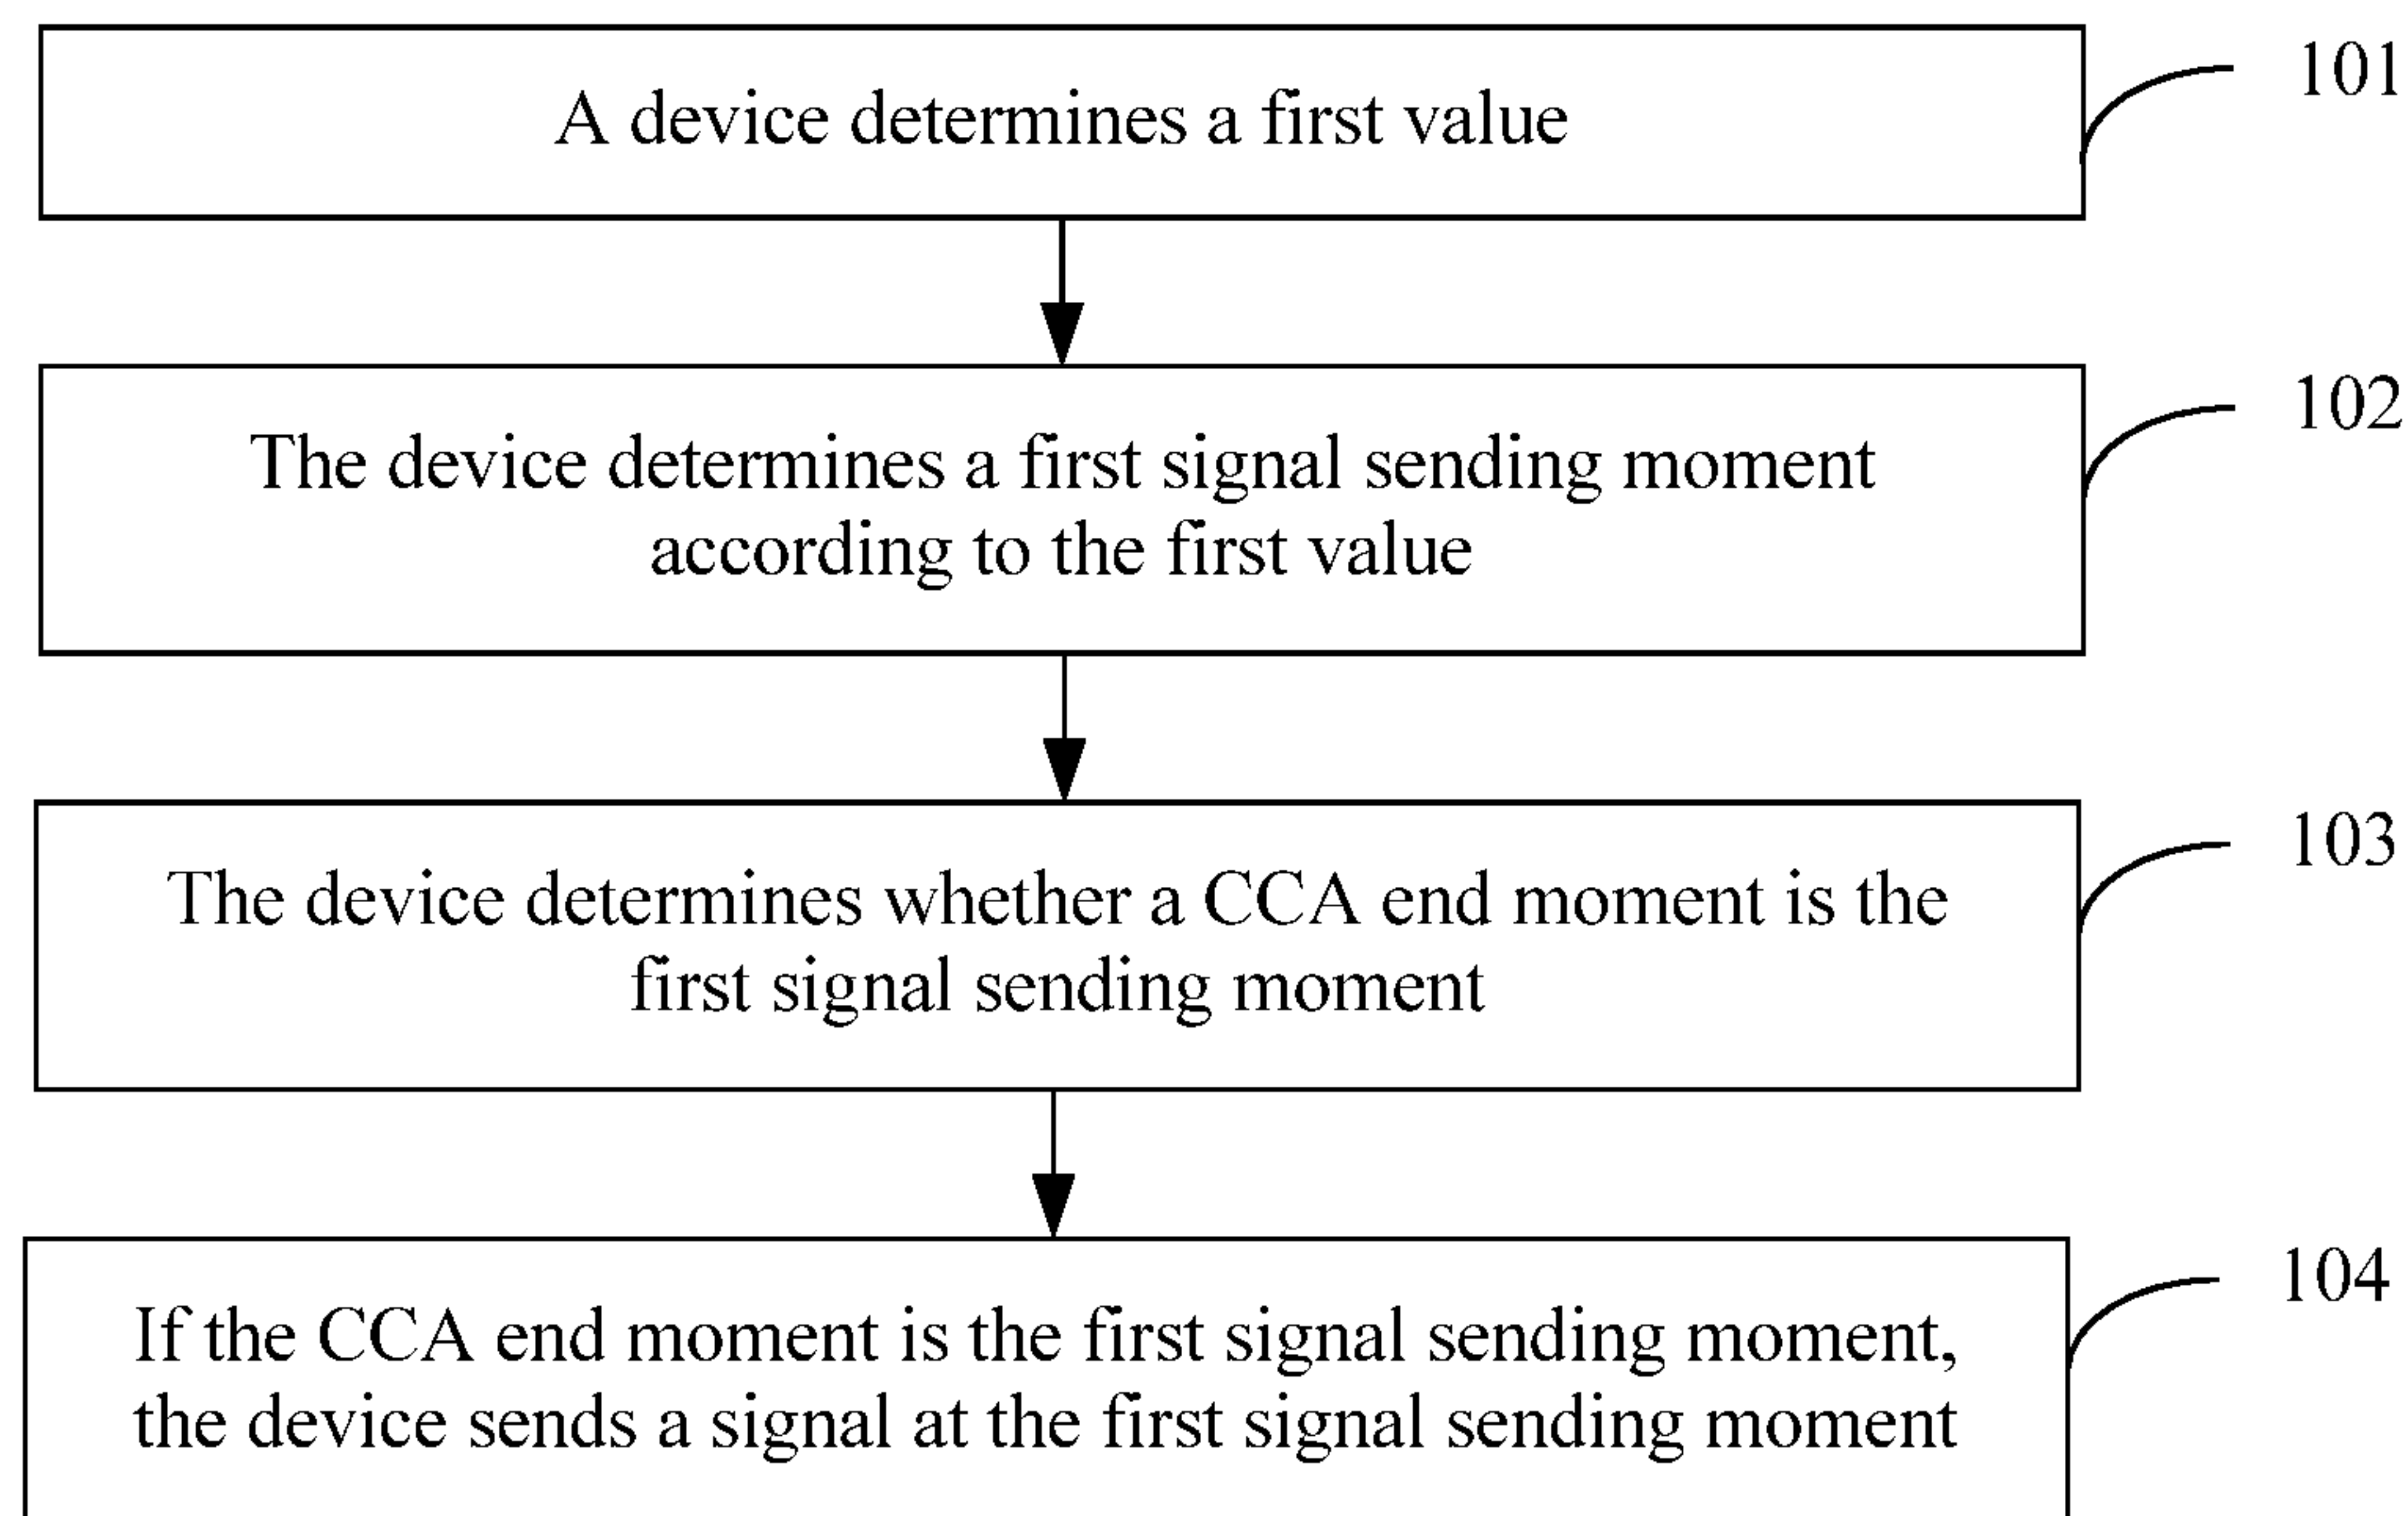 A device determines a first value
101
The device determines a first signal sending moment
according to the first value
102
The device determines whether a CCA end moment is the
first signal sending moment
103
If the CCA end moment is the first signal sending moment,
the device sends a signal at the first signal sending moment
104